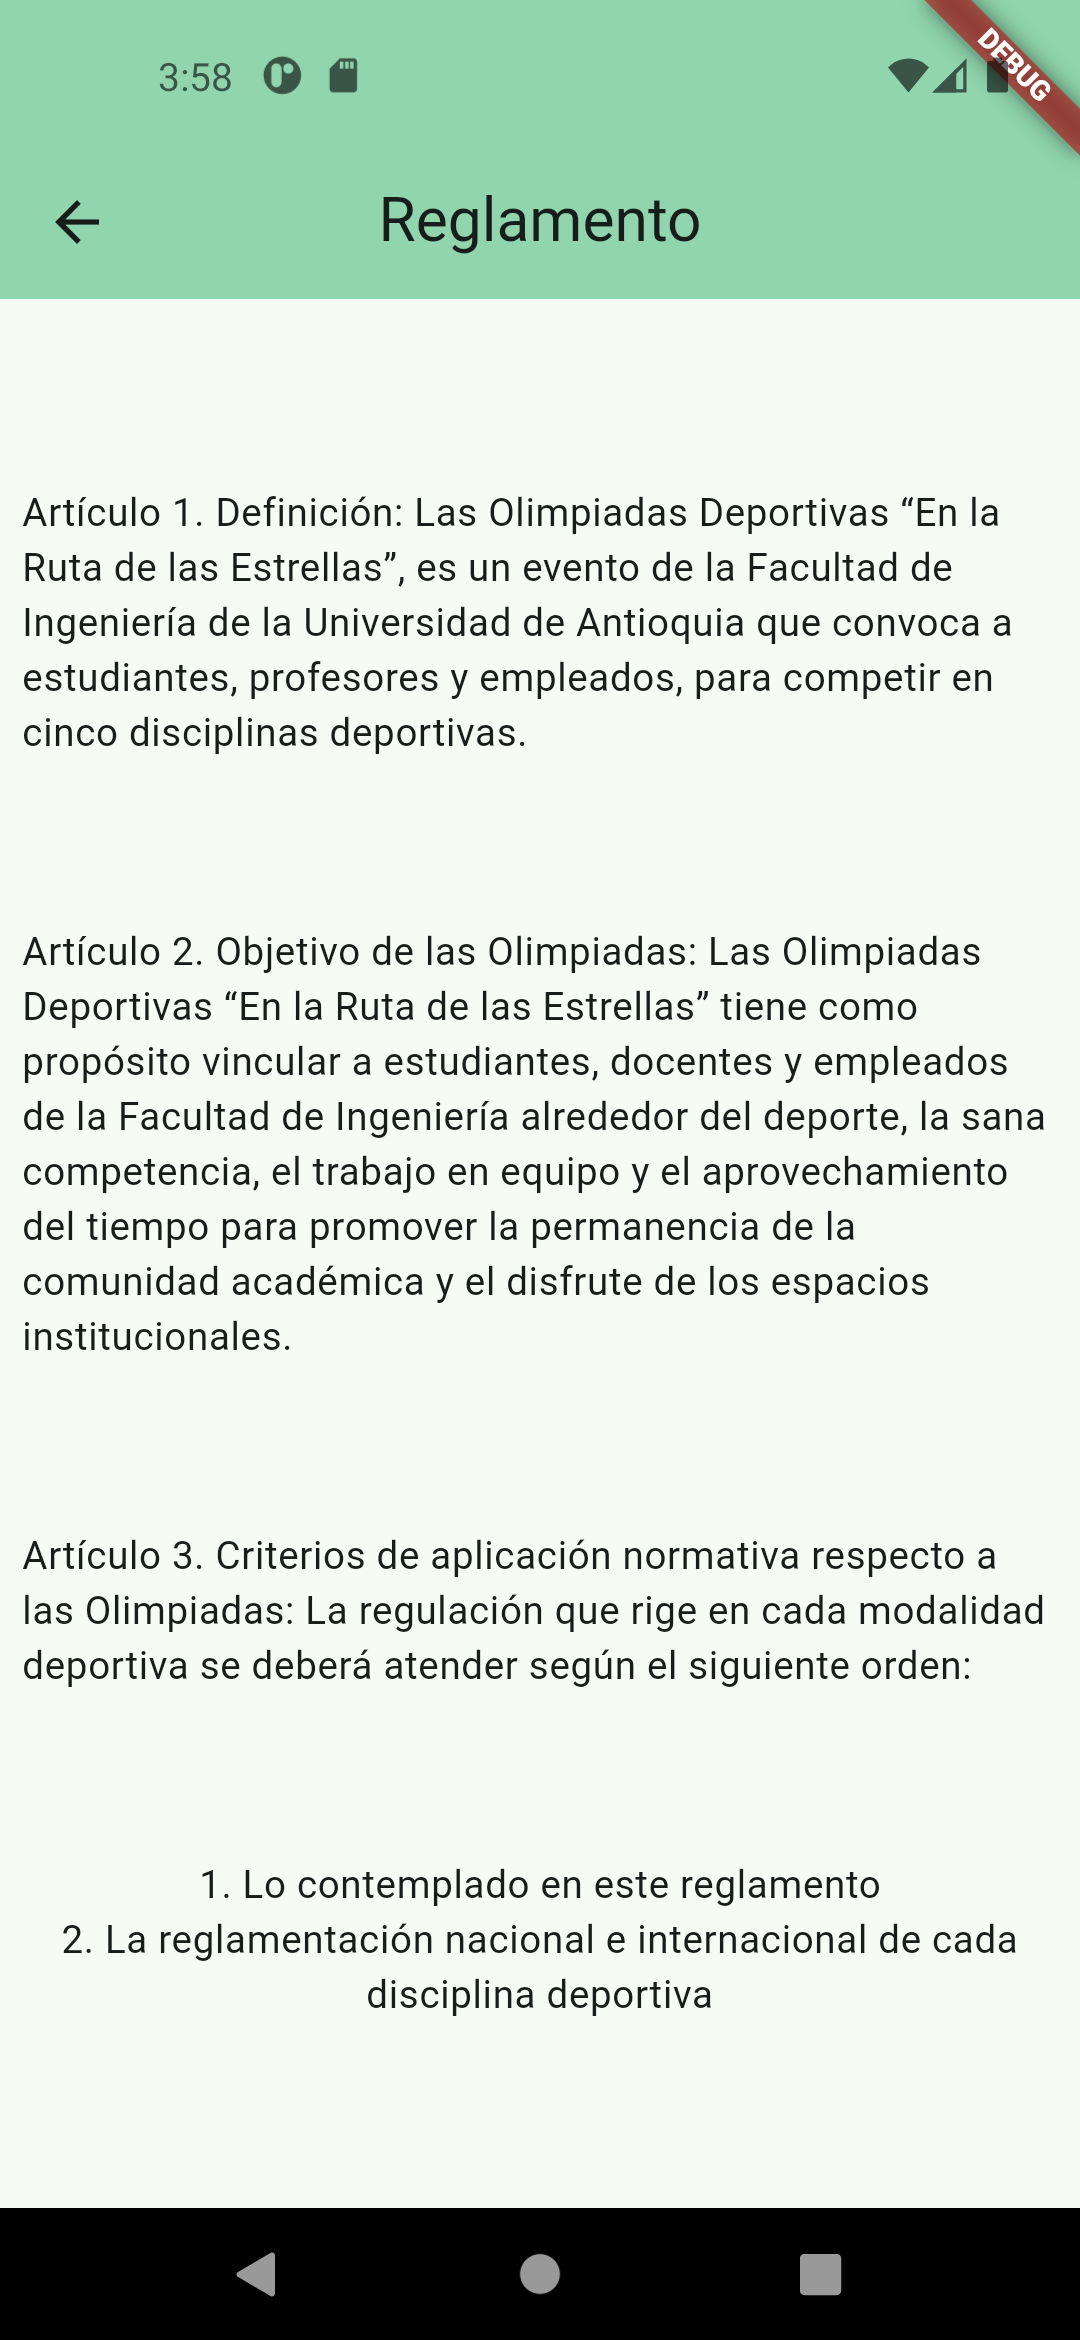 3:58
DEBUG
Reglamento
Artículo 1. Definición: Las Olimpiadas Deportivas “En la
Ruta de las Estrellas”, es un evento de la Facultad de
Ingeniería de la Universidad de Antioquia que convoca a
estudiantes, profesores y empleados, para competir en
cinco disciplinas deportivas.
Artículo 2. Objetivo de las Olimpiadas: Las Olimpiadas
Deportivas “En la Ruta de las Estrellas” tiene como
propósito vincular a estudiantes, docentes y empleados
de la Facultad de Ingeniería alrededor del deporte, la sana
competencia, el trabajo en equipo y el aprovechamiento
del tiempo para promover la permanencia de la
comunidad académica y el disfrute de los espacios
institucionales.
Artículo 3. Criterios de aplicación normativa respecto a
las Olimpiadas: La regulación que rige en cada modalidad
deportiva se deberá atender según el siguiente orden:
1. Lo contemplado en este reglamento
2. La reglamentación nacional e internacional de cada
disciplina deportiva